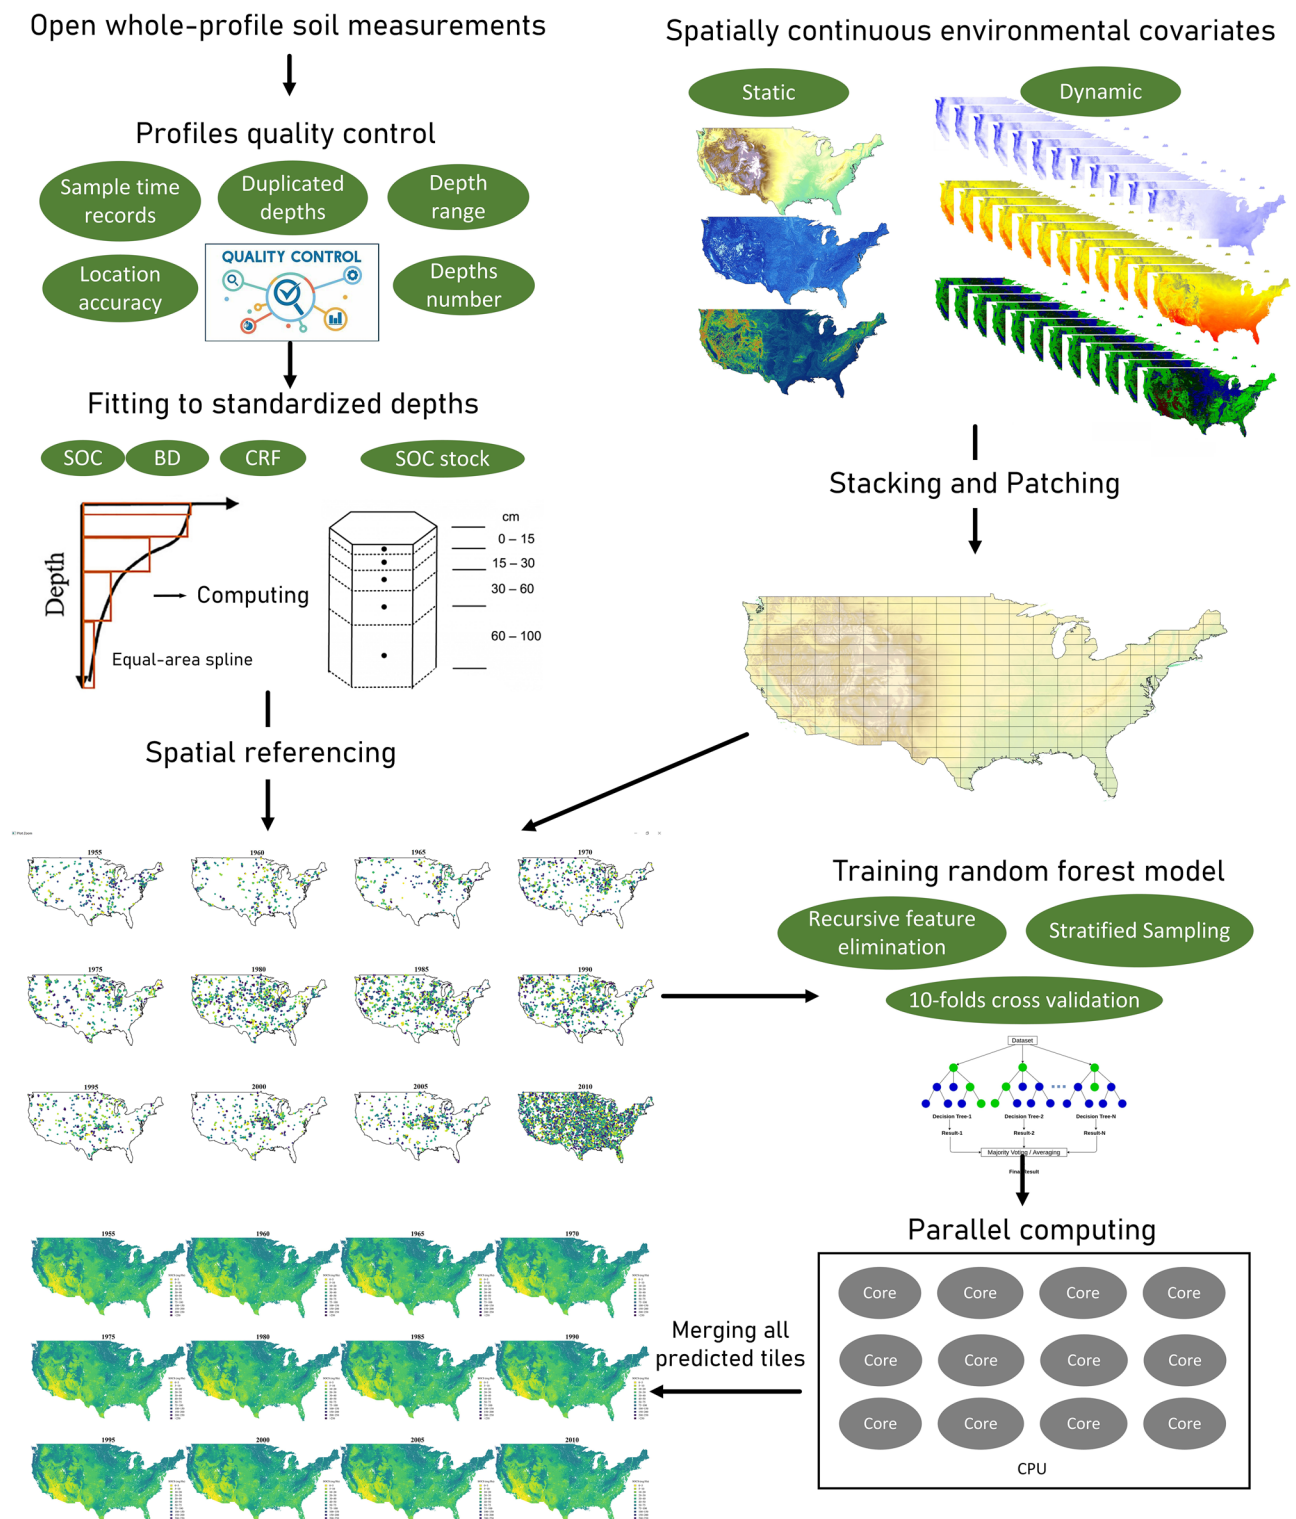 Open whole-profile soil measurements
Profiles quality control
Sample time
records
Duplicated
depths
Depth
range
Location
accuracy
QUALITY CONTROL
Depths
number
Fitting to standardized depths
SOC
BD
CRF
SOC stock
Depth
Computing
Equal-area spline
cm
0 – 15
15 – 30
30 – 60
60 – 100
Spatial referencing
Spatially continuous environmental covariates
Static
Dynamic
Stacking and Patching
1955
1960
1965
1970
1975
1980
1985
1990
1995
2000
2005
2010
Training random forest model
Recursive feature
elimination
Stratified Sampling
10-folds cross validation
Dataset
Decision Tree-1
Decision Tree-2
Decision Tree-N
Result-1
Result-2
Result-N
Majority Voting / Averaging
Parallel computing
Core
Core
Core
Core
Core
Core
Core
Core
Core
Core
Core
Core
CPU
Merging all
predicted tiles
1955
1960
1965
1970
1975
1980
1985
1990
1995
2000
2005
2010